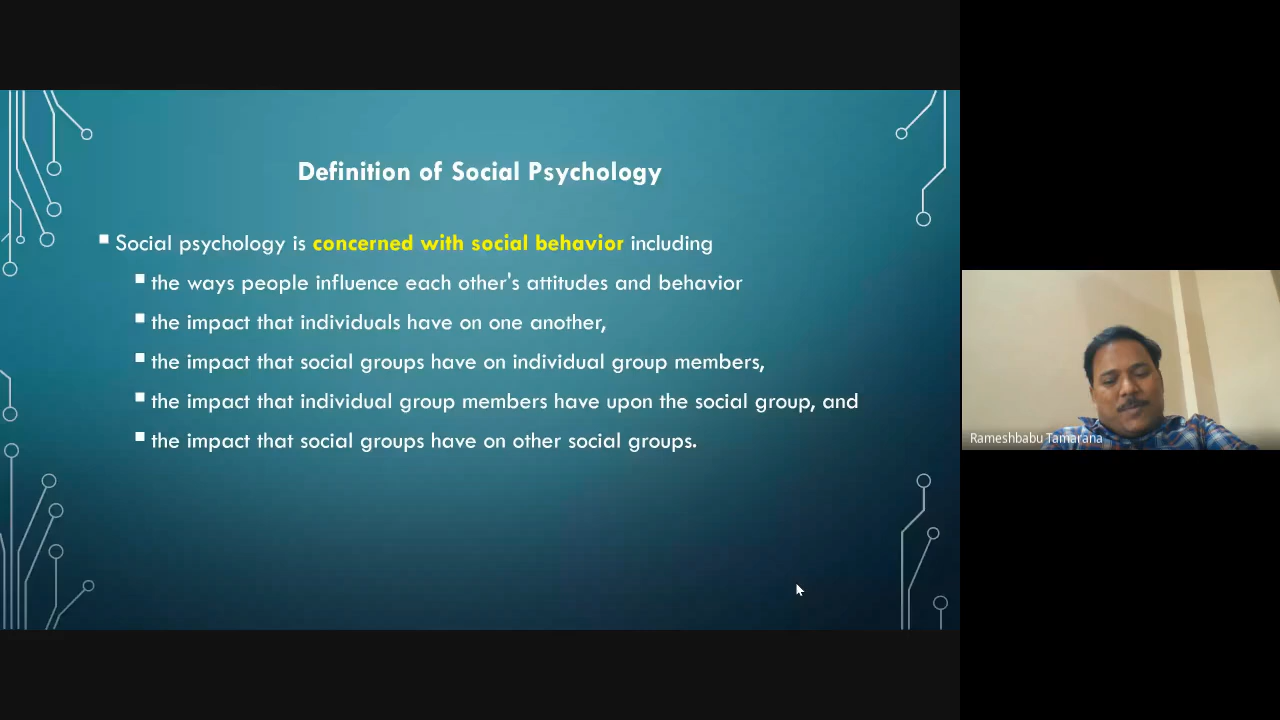 Definition of Social Psychology
Social psychology is concerned with social behavior including
the ways people influence each other's attitudes and behavior
the impact that individuals have on one another,
the impact that social groups have on individual group members,
the impact that individual group members have upon the social group, and
the impact that social groups have on other social groups.
Rameshbabu Tamarana